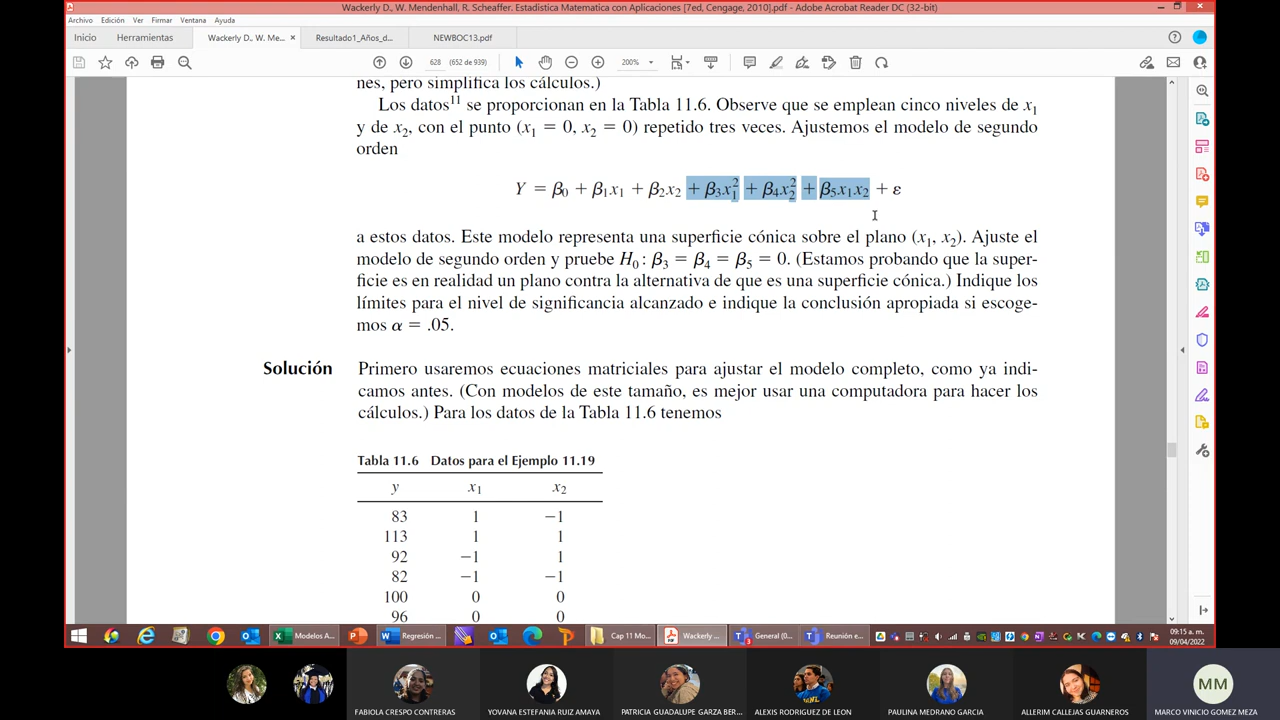 Wackerly D., W. Mendenhall, R. Scheaffer. Estadística Matematica con Aplicaciones [7ed, Cengage, 2010].pdf - Adobe Acrobat Reader DC (32-bit)
Archivo Edición Ver Firmar Ventana Ayuda
Inicio Herramientas Wackerly D., W. Me... × Resultado1_Años_d... NEWBOC13.pdf
628 (652 de 939) 200%
nes, pero simplifica los cálculos.)
Los datos¹¹ se proporcionan en la Tabla 11.6. Observe que se emplean cinco niveles de x₁
y de x₂, con el punto (x₁ = 0, x₂ = 0) repetido tres veces. Ajustemos el modelo de segundo
orden
Y = β₀ + β₁x₁ + β₂x₂ + β₃x₁² + β₄x₂² + β₅x₁x₂ + ε
a estos datos. Este modelo representa una superficie cónica sobre el plano (x₁, x₂). Ajuste el
modelo de segundo orden y pruebe H₀: β₃ = β₄ = β₅ = 0. (Estamos probando que la super-
ficie es en realidad un plano contra la alternativa de que es una superficie cónica.) Indique los
límites para el nivel de significancia alcanzado e indique la conclusión apropiada si escoge-
mos α = .05.
Solución Primero usaremos ecuaciones matriciales para ajustar el modelo completo, como ya indi-
camos antes. (Con modelos de este tamaño, es mejor usar una computadora para hacer los
cálculos.) Para los datos de la Tabla 11.6 tenemos
Tabla 11.6 Datos para el Ejemplo 11.19
y x₁ x₂
83 1 −1
113 1 1
92 −1 1
82 −1 −1
100 0 0
96 0 0
Modelos A... Regresión ... Cap 11 Mo... Wackerly ... General (0... Reunión e...
09:15 a. m.
09/04/2022
MM
FABIOLA CRESPO CONTRERAS YOVANA ESTEFANIA RUIZ AMAYA PATRICIA GUADALUPE GARZA BER... ALEXIS RODRIGUEZ DE LEON PAULINA MEDRANO GARCIA ALLERIM CALLEJAS GUARNEROS MARCO VINICIO GOMEZ MEZA